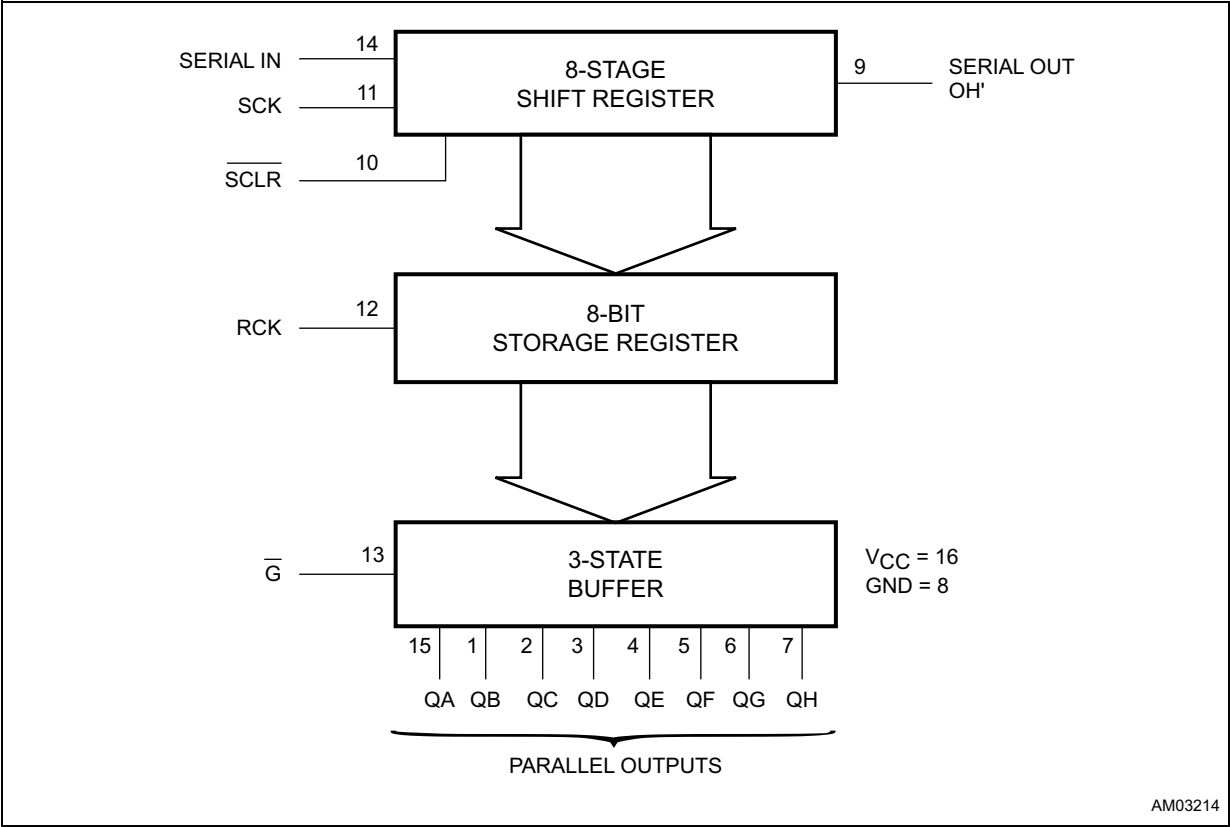 SERIAL IN
14
SCK
11
SCLR
10
8-STAGE
SHIFT REGISTER
9
SERIAL OUT
OH'
RCK
12
8-BIT
STORAGE REGISTER
G
13
3-STATE
BUFFER
VCC = 16
GND = 8
15 1 2 3 4 5 6 7
QA QB QC QD QE QF QG QH
PARALLEL OUTPUTS
AM03214